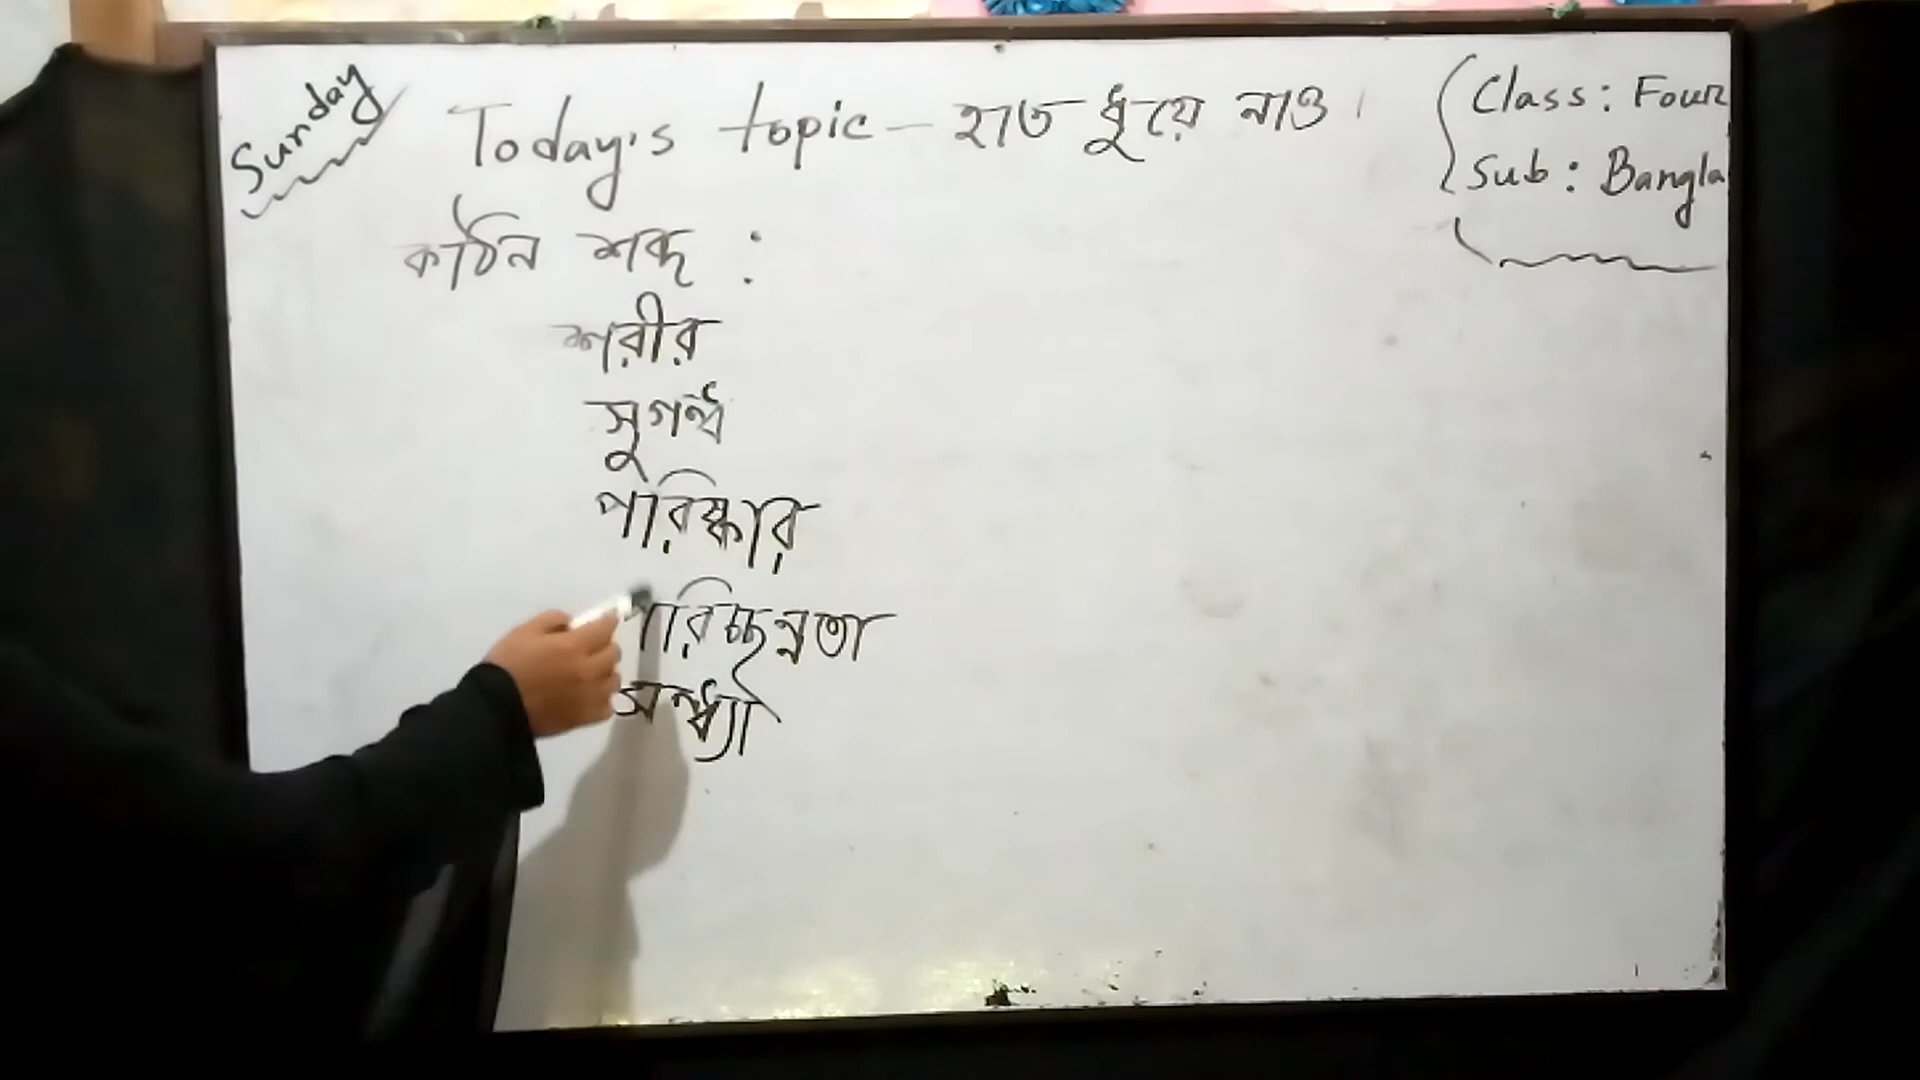 Sunday
Today's topic - হাত ধুয়ে নাও।
Class: Four
Sub: Bangla
কঠিন শব্দ:
শরীর
সুগন্ধ
পরিষ্কার
পরিচ্ছন্নতা
সন্ধ্যা